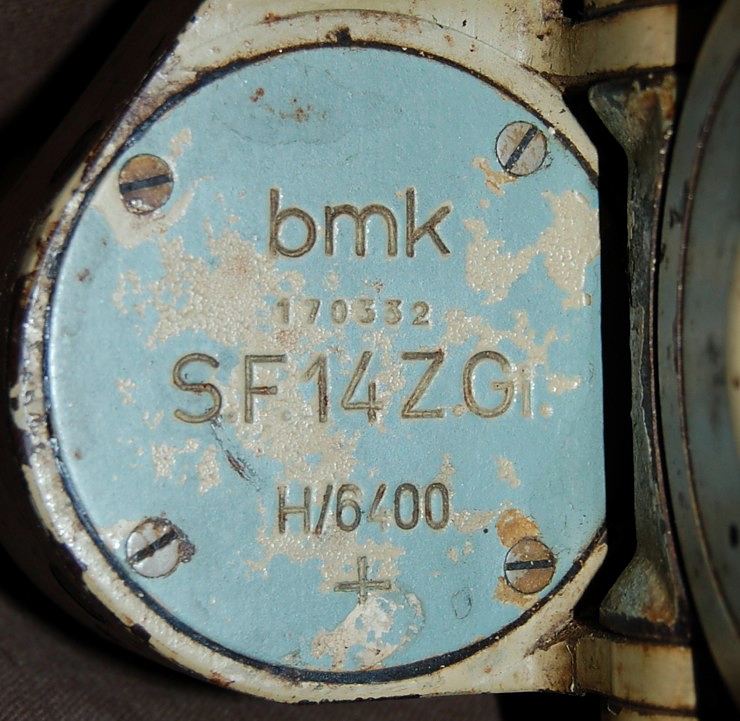 bmk
170332
S.F.14Z.Gi.
H/6400
+